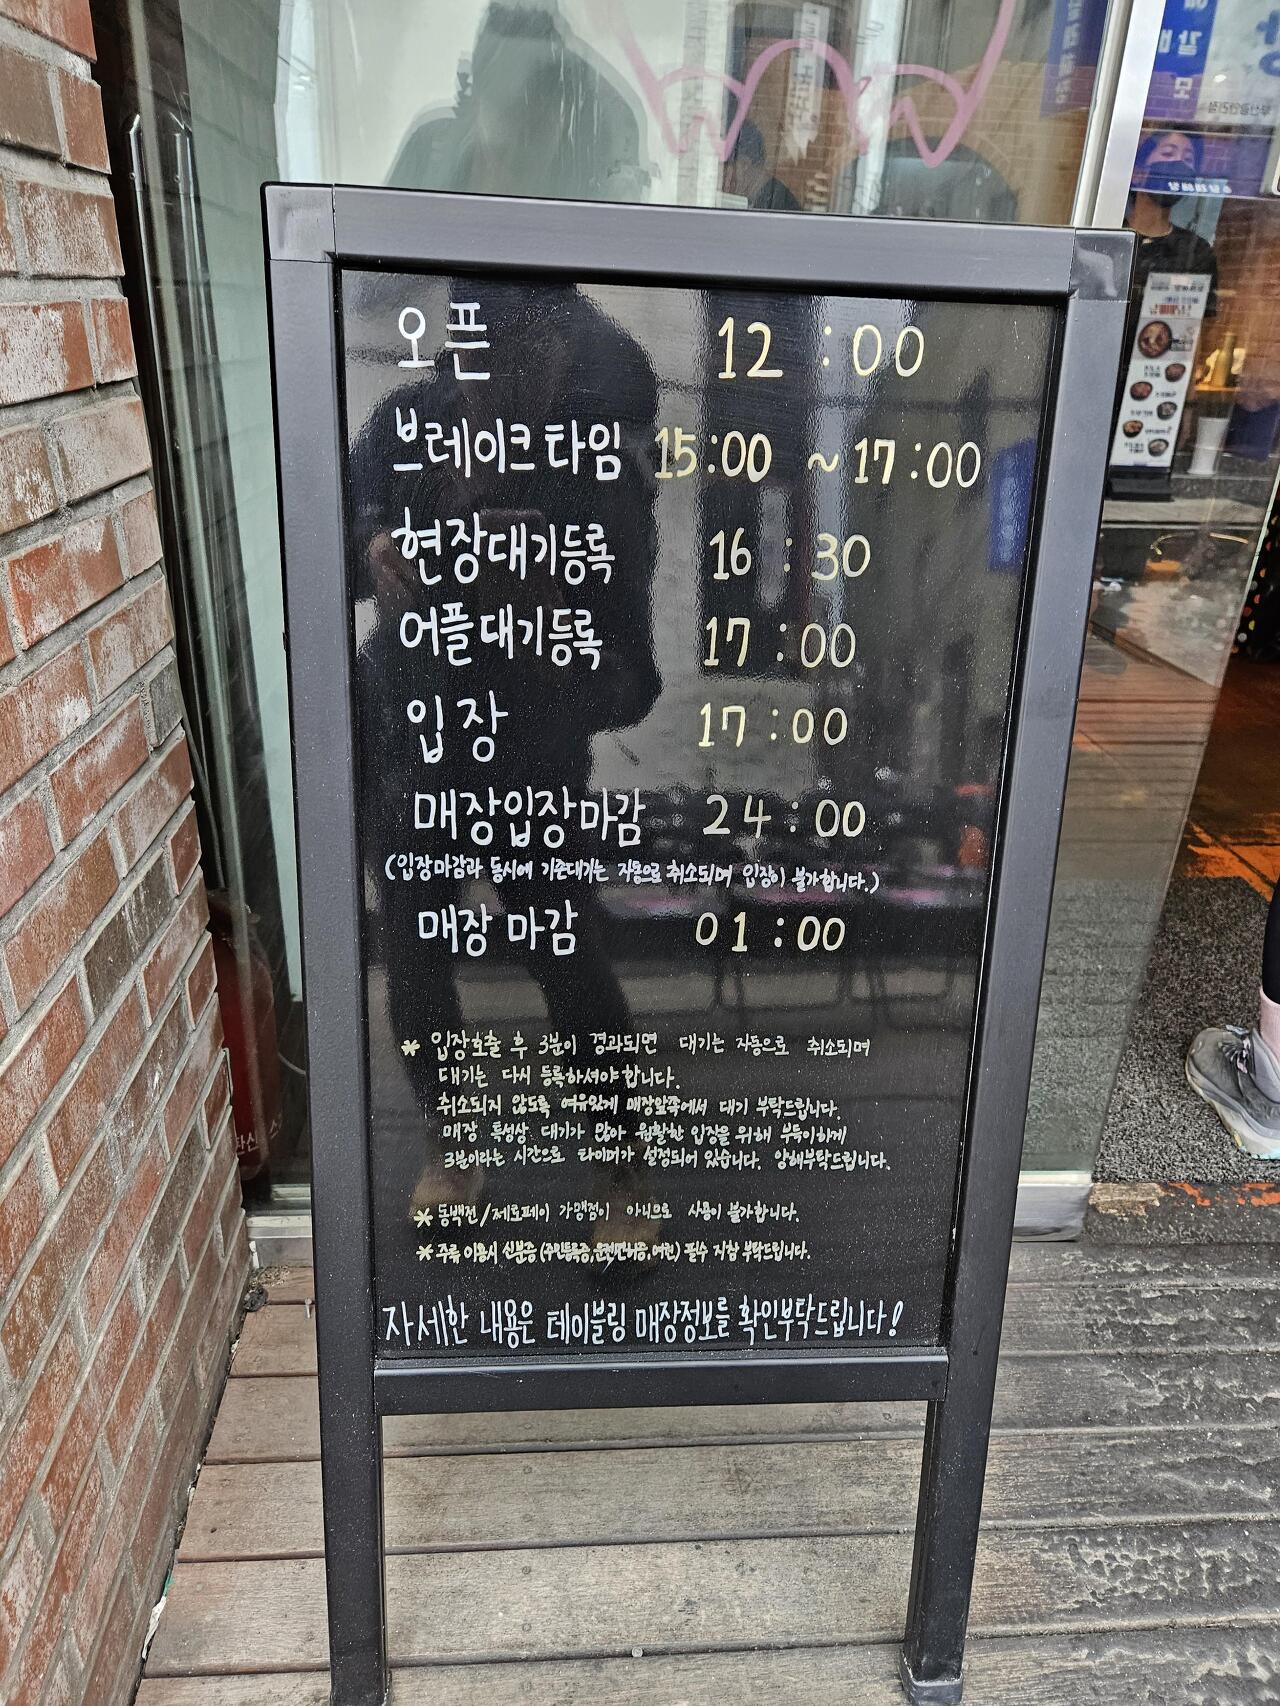 오픈 12:00
브레이크타임 15:00 ~ 17:00
현장대기등록 16:30
어플대기등록 17:00
입장 17:00
매장입장마감 24:00
(입장마감과 동시에 기존대기는 자동으로 취소되며 입장이 불가합니다.)
매장 마감 01:00
* 입장호출 후 3분이 경과되면 대기는 자동으로 취소되며
대기는 다시 등록하셔야합니다.
취소되지 않도록 여유있게 매장앞쪽에서 대기 부탁드립니다.
매장 특성상 대기가 많아 원활한 입장을 위해 부득이하게
3분이라는 시간으로 타이머가 설정되어 있습니다. 양해부탁드립니다.
* 동백전/제로페이 가맹점이 아니므로 사용이 불가합니다.
* 주류 이용시 신분증 (주민등록증, 운전면허증, 여권) 필수 지참 부탁드립니다.
자세한 내용은 테이블링 매장정보를 확인부탁드립니다!